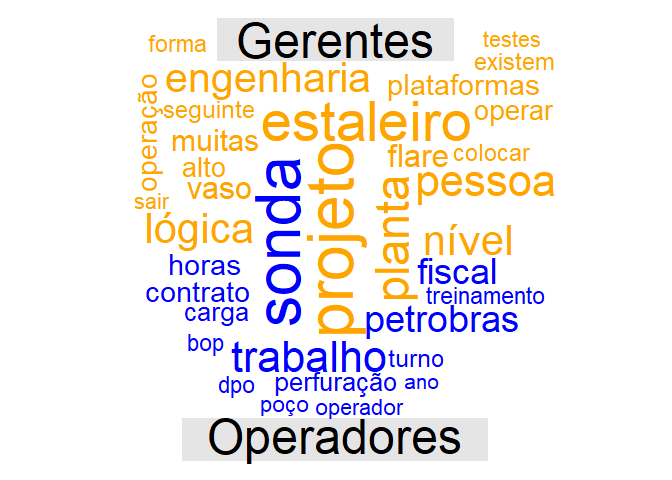 Gerentes
forma
testes
existem
engenharia
plataformas
operação
seguinte
estaleiro
operar
muitas
flare
colocar
alto
vaso
sonda
projeto
planta
pessoa
sair
lógica
nível
horas
fiscal
contrato
treinamento
carga
petrobras
bop
trabalho
turno
dpo
perfuração
ano
poço
operador
Operadores